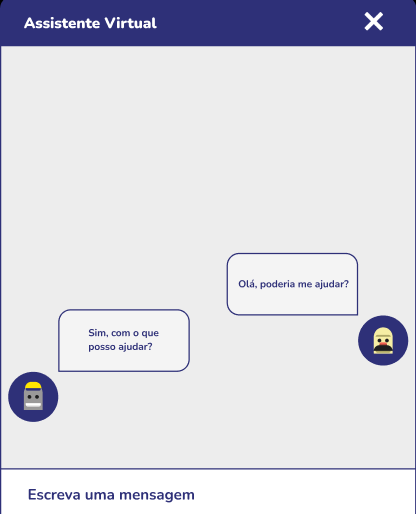 Assistente Virtual
Olá, poderia me ajudar?
Sim, com o que
posso ajudar?
Escreva uma mensagem